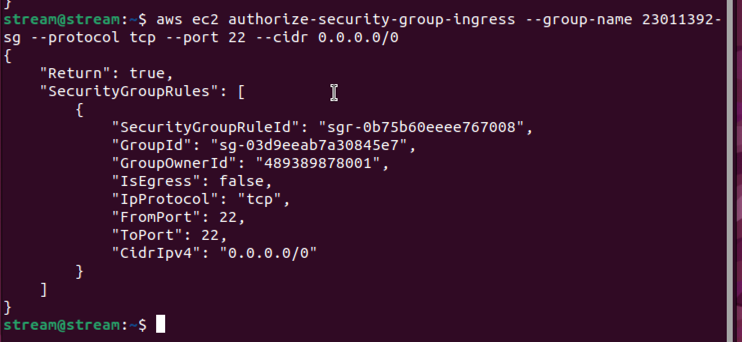 }
stream@stream:~$ aws ec2 authorize-security-group-ingress --group-name 23011392-
sg --protocol tcp --port 22 --cidr 0.0.0.0/0
{
    "Return": true,
    "SecurityGroupRules": [
        {
            "SecurityGroupRuleId": "sgr-0b75b60eeee767008",
            "GroupId": "sg-03d9eeab7a30845e7",
            "GroupOwnerId": "489389878001",
            "IsEgress": false,
            "IpProtocol": "tcp",
            "FromPort": 22,
            "ToPort": 22,
            "CidrIpv4": "0.0.0.0/0"
        }
    ]
}
stream@stream:~$